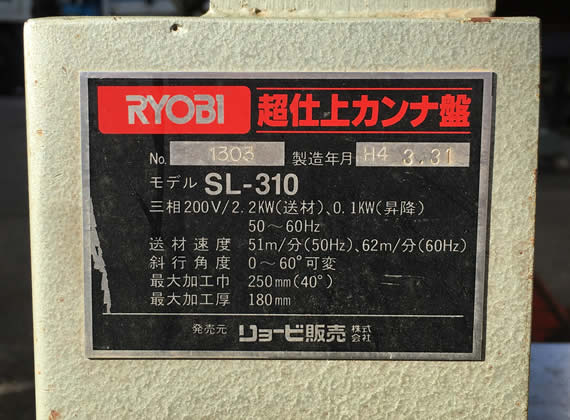 RYOBI 超仕上カンナ盤
No. 1303 製造年月 H4 3.31
モデル SL-310
三相200V/2.2KW(送材)、0.1KW(昇降)
50～60Hz
送材速度 51m/分(50Hz)、62m/分(60Hz)
斜行角度 0～60°可変
最大加工巾 250mm(40°)
最大加工厚 180mm
発売元 リョービ販売株式会社